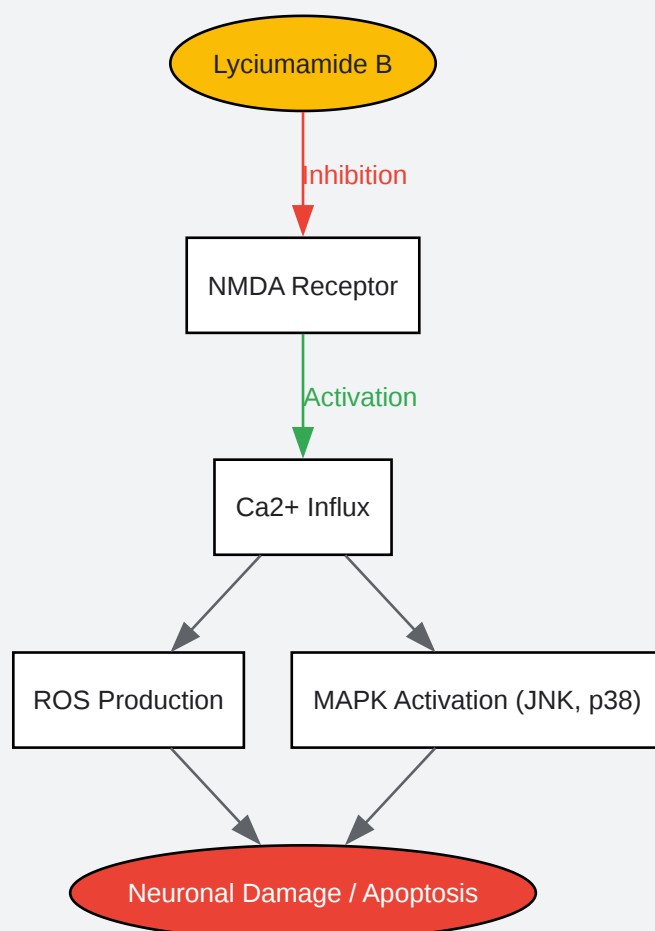 Lyciumamide B
Inhibition
NMDA Receptor
Activation
Ca2+ Influx
ROS Production
MAPK Activation (JNK, p38)
Neuronal Damage / Apoptosis